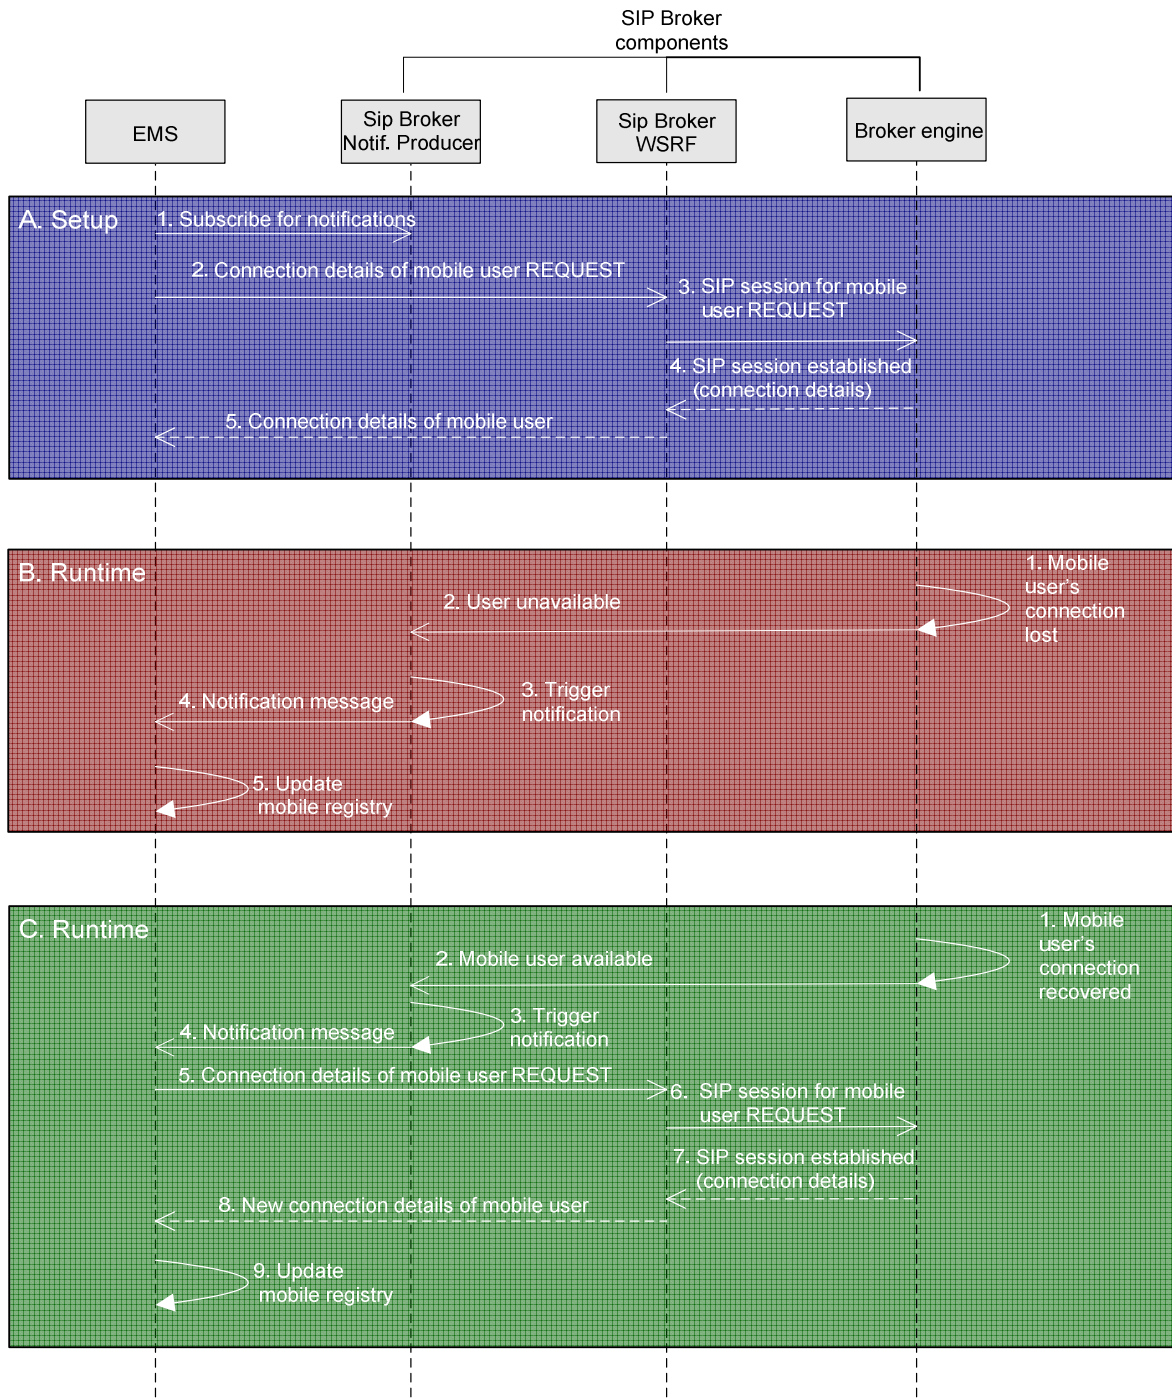 SIP Broker
components
EMS
Sip Broker
Notif. Producer
Sip Broker
WSRF
Broker engine
A. Setup
1. Subscribe for notifications
2. Connection details of mobile user REQUEST
3. SIP session for mobile
user REQUEST
4. SIP session established
(connection details)
5. Connection details of mobile user
B. Runtime
1. Mobile
user's
connection
lost
2. User unavailable
3. Trigger
notification
4. Notification message
5. Update
mobile registry
C. Runtime
1. Mobile
user's
connection
recovered
2. Mobile user available
3. Trigger
notification
4. Notification message
5. Connection details of mobile user REQUEST
6. SIP session for mobile
user REQUEST
7. SIP session established
(connection details)
8. New connection details of mobile user
9. Update
mobile registry